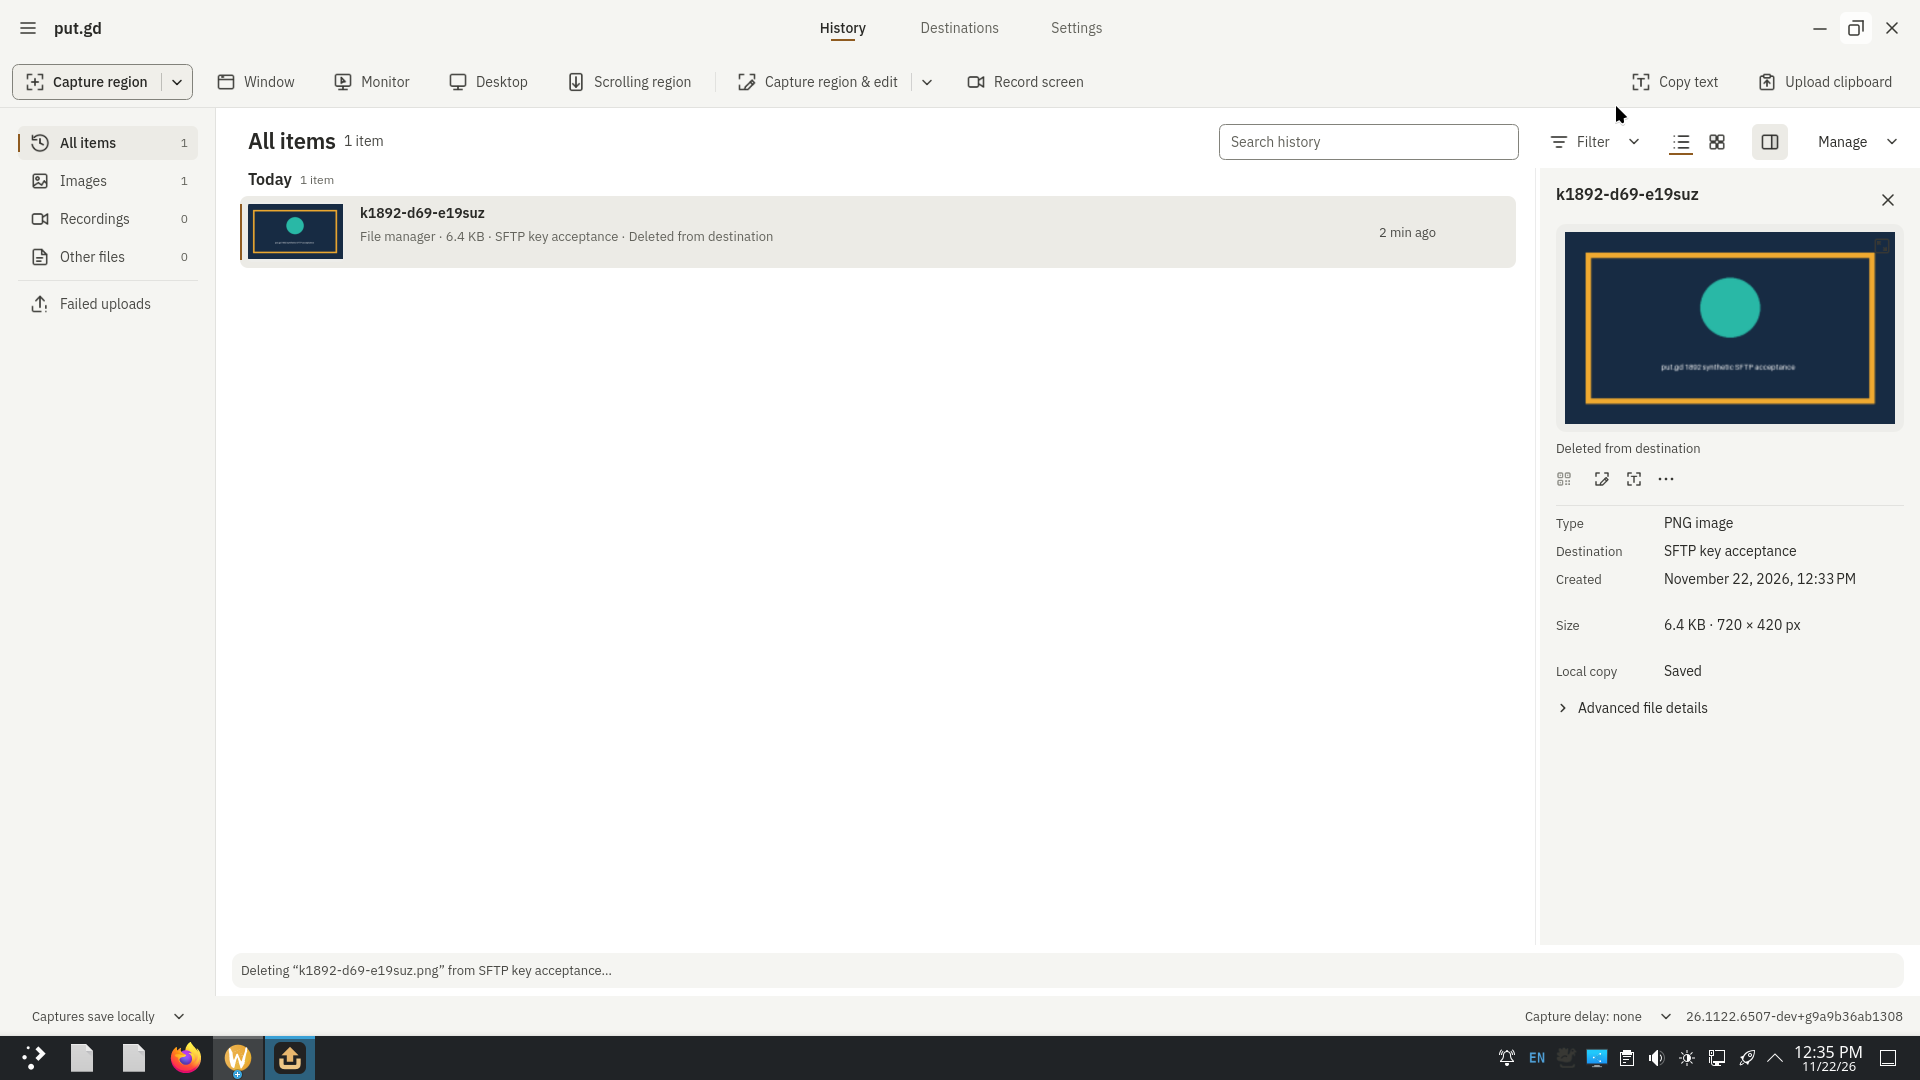 put.gd
History
Destinations
Settings
Capture region
Window
Monitor
Desktop
Scrolling region
Capture region & edit
Record screen
Copy text
Upload clipboard
All items 1
Images 1
Recordings 0
Other files 0
Failed uploads
All items 1 item
Search history
Filter
Manage
Today 1 item
k1892-d69-e19suz
File manager · 6.4 KB · SFTP key acceptance · Deleted from destination
2 min ago
k1892-d69-e19suz
put.gd 1892 synthetic SFTP acceptance
Deleted from destination
Type PNG image
Destination SFTP key acceptance
Created November 22, 2026, 12:33 PM
Size 6.4 KB · 720 × 420 px
Local copy Saved
Advanced file details
Deleting “k1892-d69-e19suz.png” from SFTP key acceptance…
Captures save locally
Capture delay: none
26.1122.6507-dev+g9a9b36ab1308
W
EN
12:35 PM
11/22/26